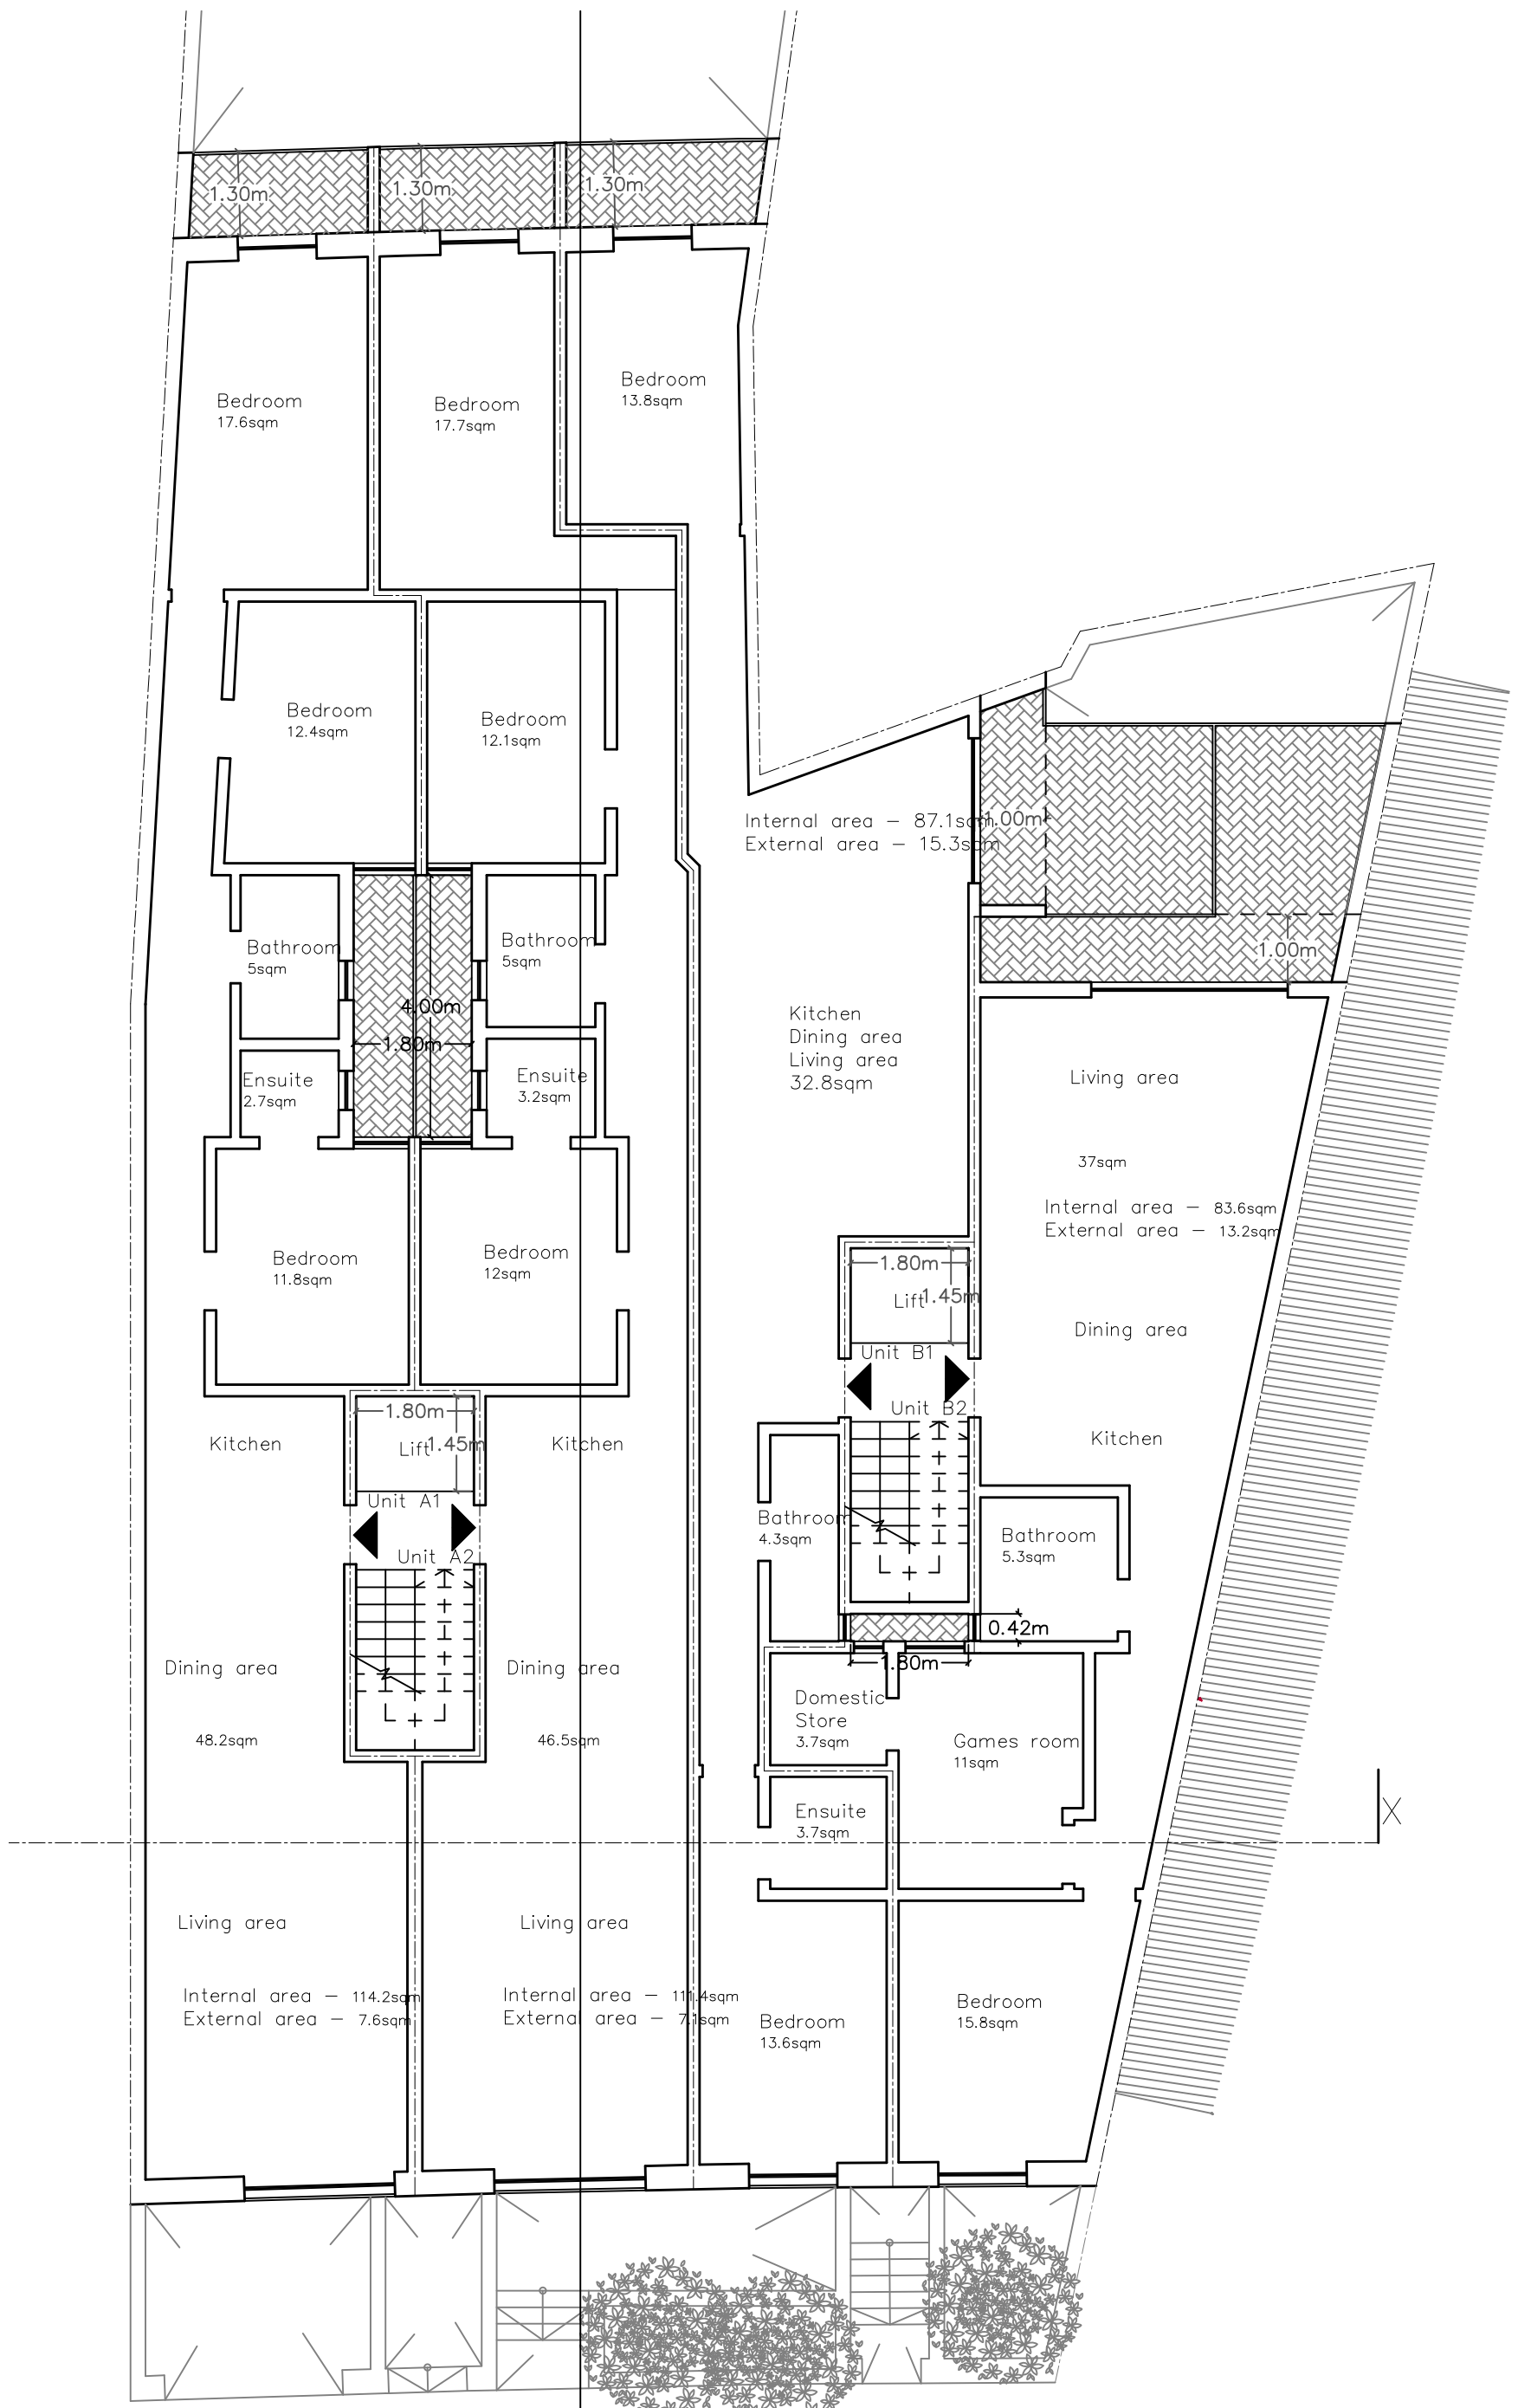 1.30m
1.30m
1.30m
Bedroom
17.6sqm
Bedroom
17.7sqm
Bedroom
13.8sqm
Bedroom
12.4sqm
Bedroom
12.1sqm
Internal area - 87.1sqm
External area - 15.3sqm
1.00m
1.00m
Bathroom
5sqm
Bathroom
5sqm
4.00m
1.80m
Ensuite
2.7sqm
Ensuite
3.2sqm
Kitchen
Dining area
Living area
32.8sqm
Living area
37sqm
Internal area - 83.6sqm
External area - 13.2sqm
Dining area
Kitchen
Bedroom
11.8sqm
Bedroom
12sqm
1.80m
Lift
1.45m
Unit B1
Unit B2
Kitchen
1.80m
Lift
1.45m
Kitchen
Unit A1
Unit A2
Bathroom
4.3sqm
Bathroom
5.3sqm
0.42m
1.80m
Dining area
48.2sqm
Dining area
46.5sqm
Domestic
Store
3.7sqm
Games room
11sqm
Ensuite
3.7sqm
X
Living area
Living area
Internal area - 114.2sqm
External area - 7.6sqm
Internal area - 111.4sqm
External area - 7.1sqm
Bedroom
13.6sqm
Bedroom
15.8sqm